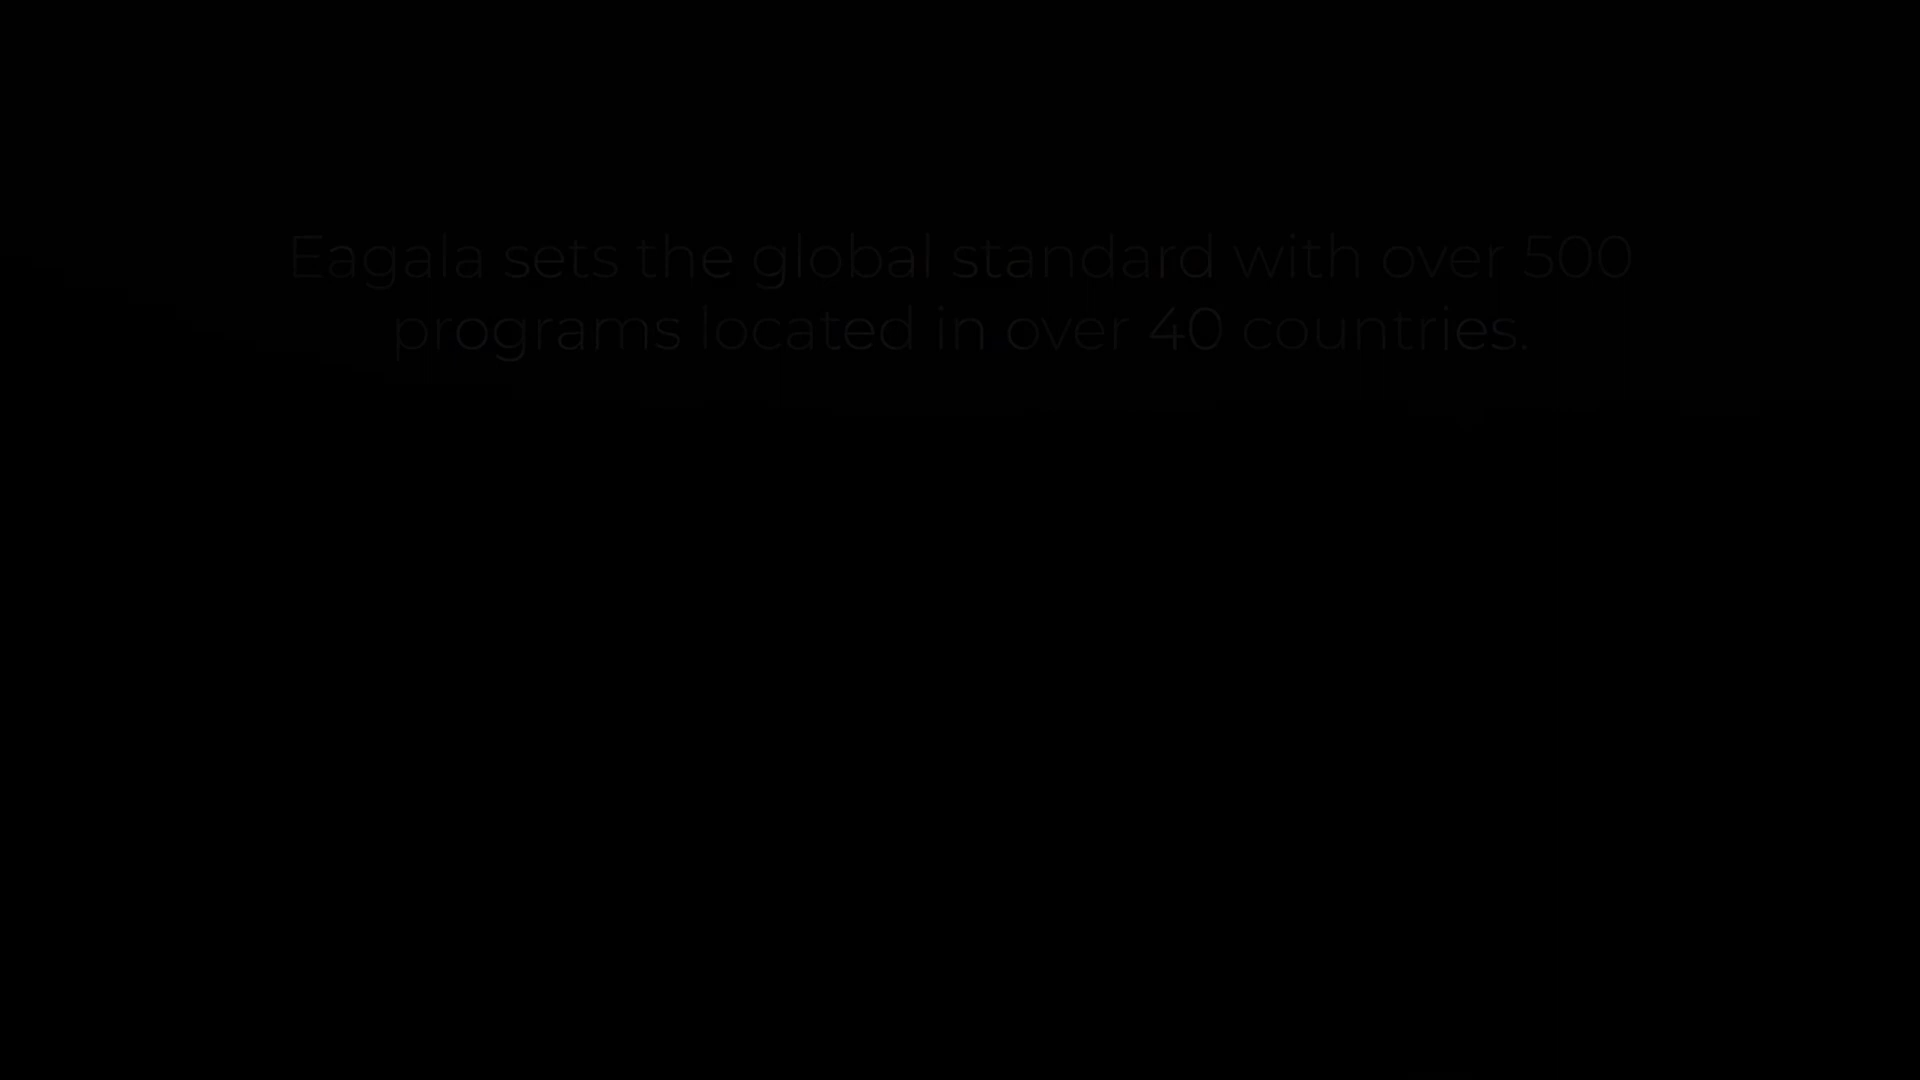 Eagala sets the global standard with over 500
programs located in over 40 countries.